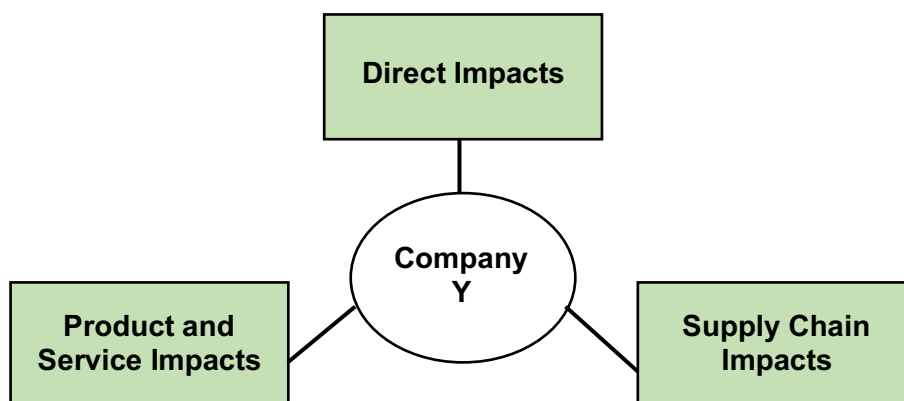 Direct Impacts
Company
Y
Product and
Service Impacts
Supply Chain
Impacts